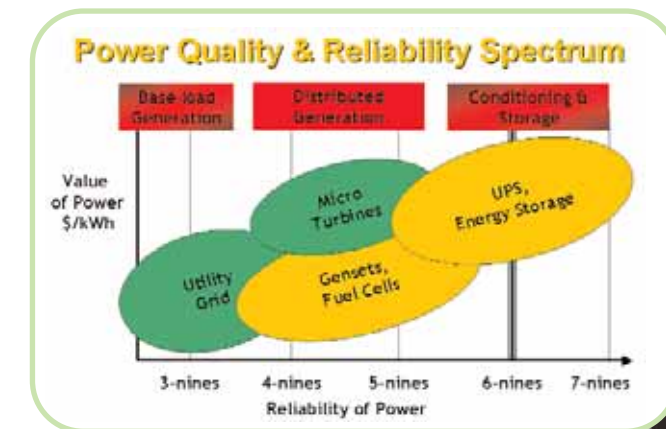 Power Quality & Reliability Spectrum
Base load
Generation
Distributed
Generation
Conditioning &
Storage
Value
of Power
$/kWh
Micro
Turbines
UPS,
Energy Storage
Utility
Grid
Gensets,
Fuel Cells
3-nines 4-nines 5-nines 6-nines 7-nines
Reliability of Power